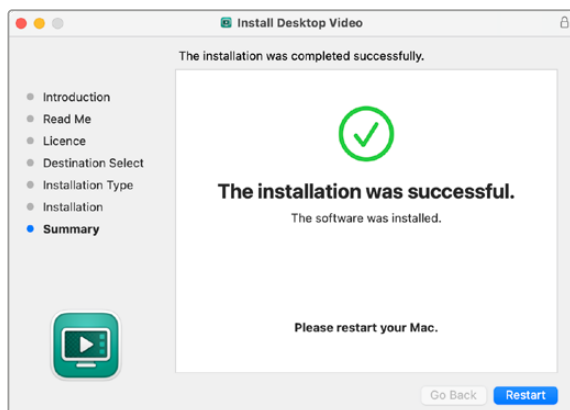 Install Desktop Video
The installation was completed successfully.
Introduction
Read Me
Licence
Destination Select
Installation Type
Installation
Summary
The installation was successful.
The software was installed.
Please restart your Mac.
Go Back
Restart